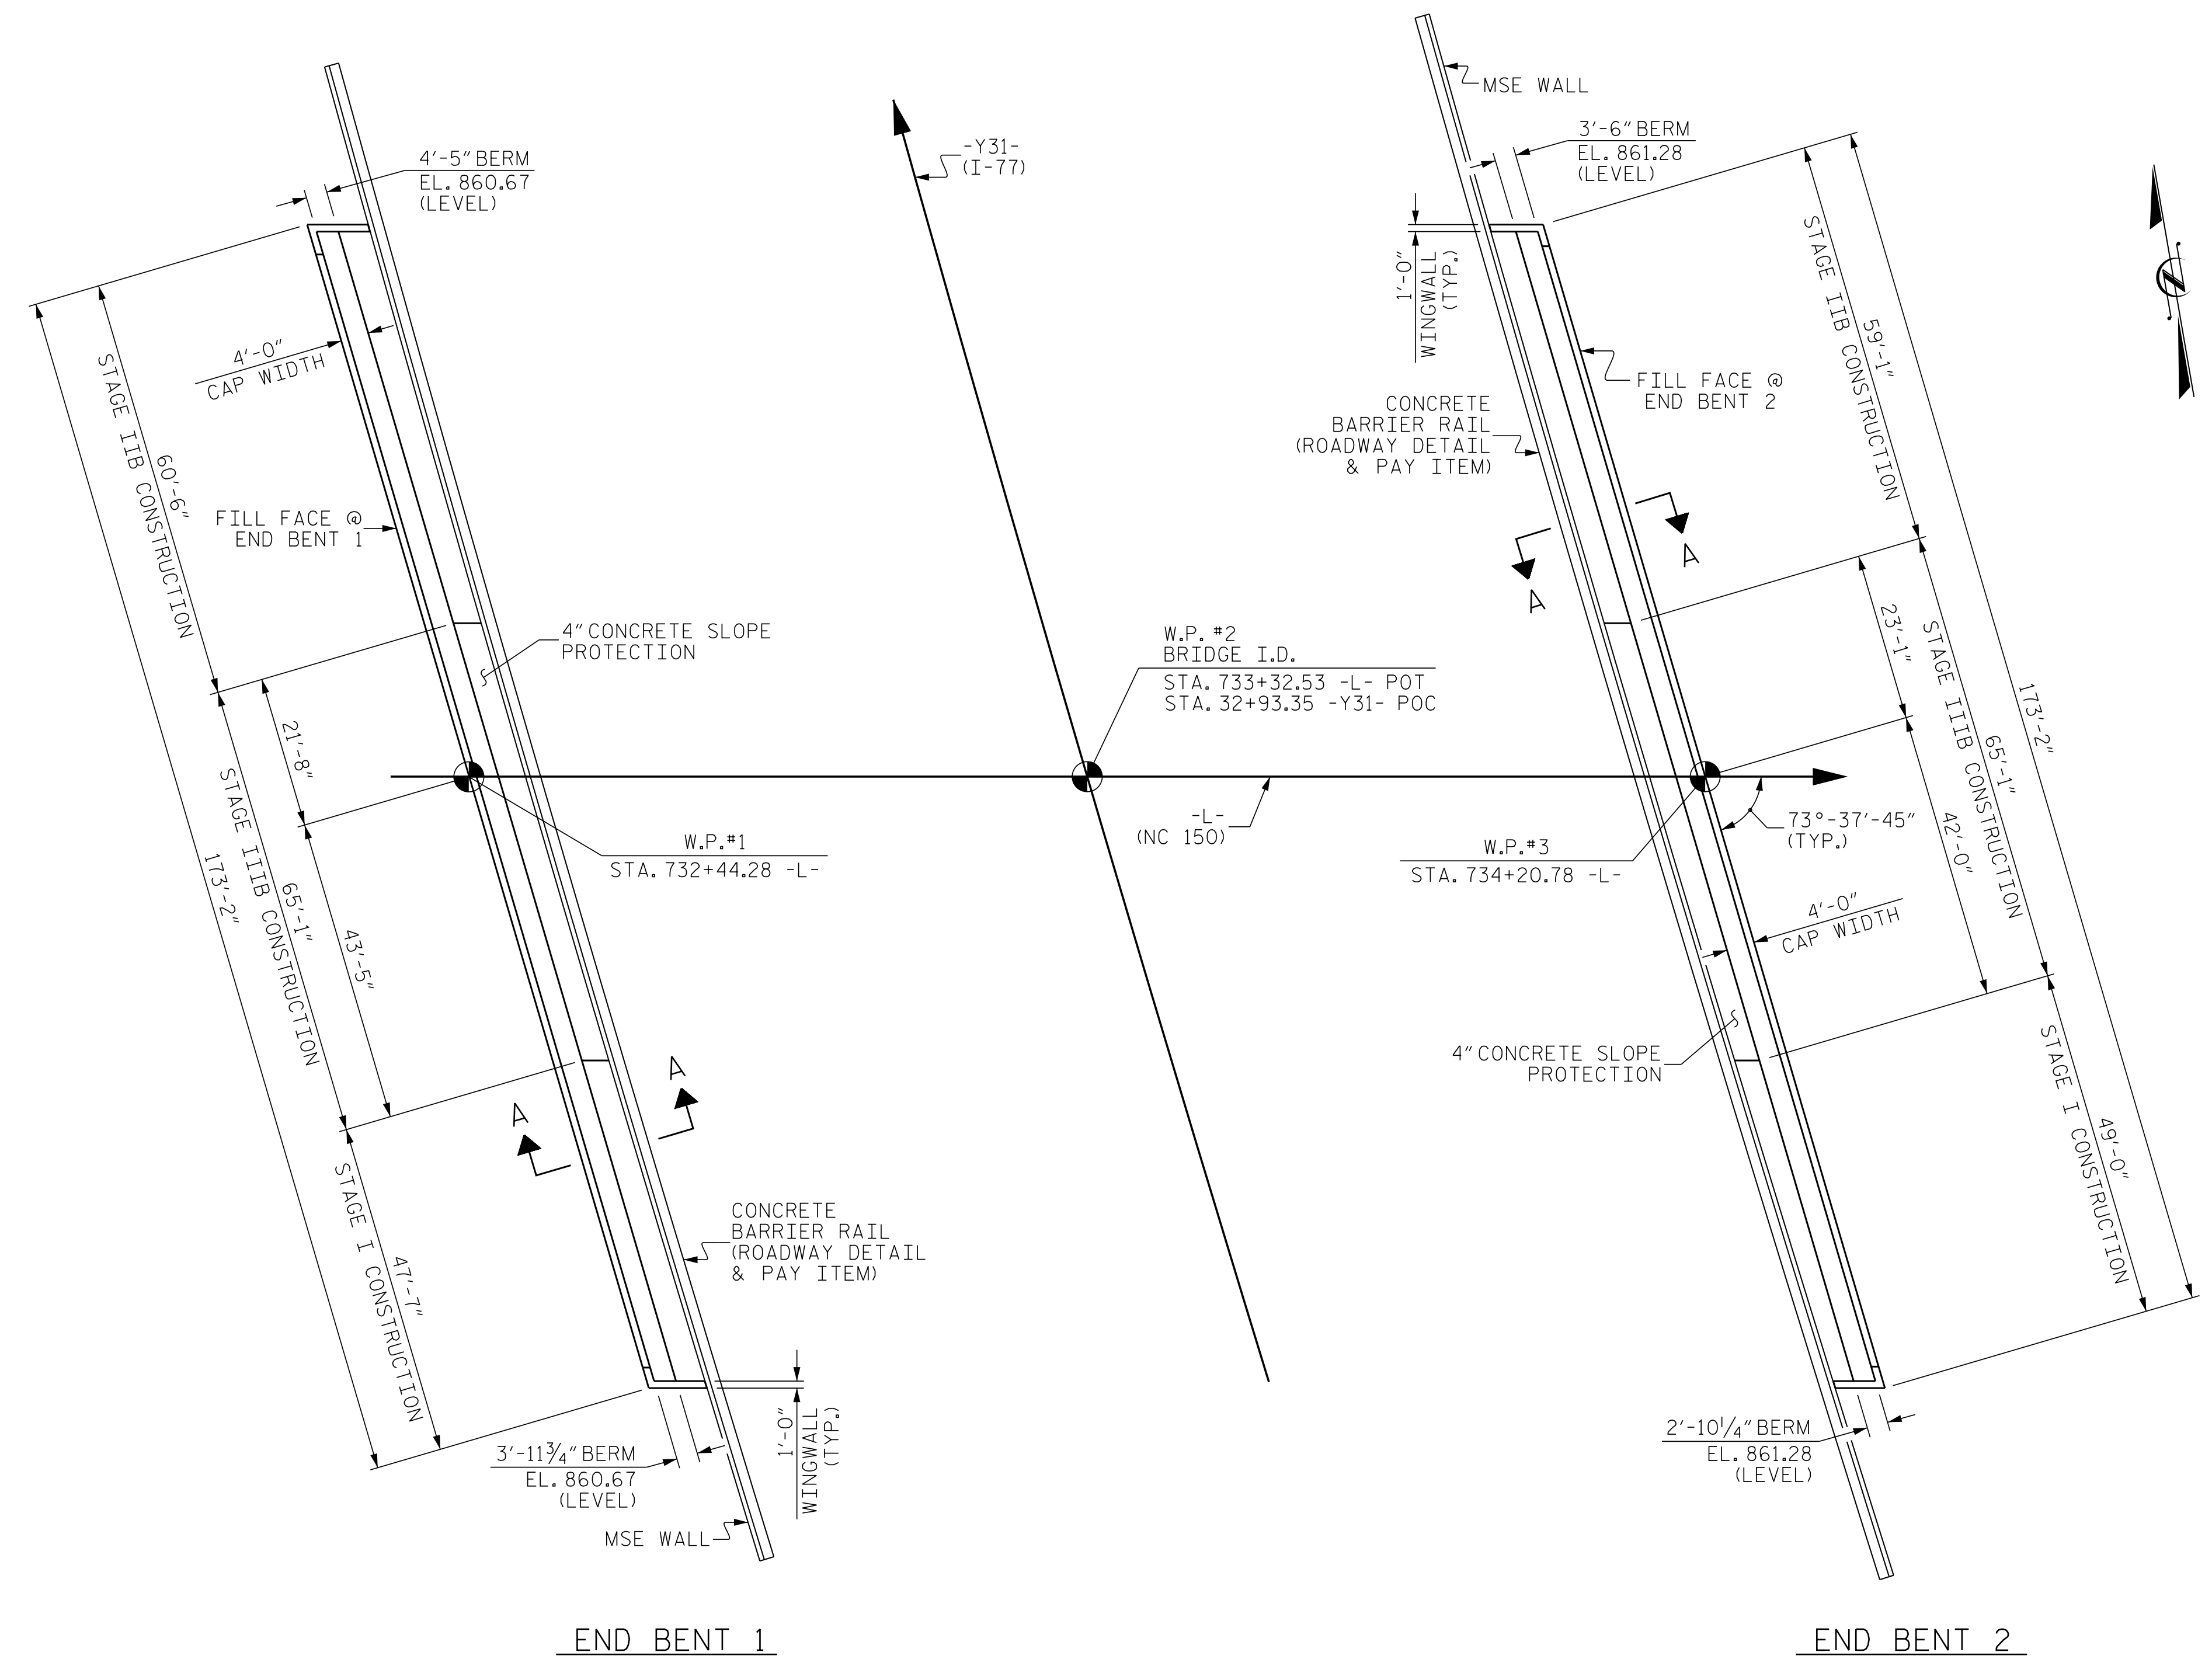 4'-5" BERM
EL. 860.67
(LEVEL)
4'-0"
CAP WIDTH
60'-6"
STAGE IIB CONSTRUCTION
FILL FACE @
END BENT 1
21'-8"
65'-1"
STAGE IIIB CONSTRUCTION
43'-5"
173'-2"
47'-7"
STAGE I CONSTRUCTION
4" CONCRETE SLOPE
PROTECTION
W.P.#1
STA. 732+44.28 -L-
A
A
CONCRETE
BARRIER RAIL
(ROADWAY DETAIL
& PAY ITEM)
3'-11¾" BERM
EL. 860.67
(LEVEL)
1'-0"
WINGWALL
(TYP.)
MSE WALL
END BENT 1
-Y31-
(I-77)
W.P. #2
BRIDGE I.D.
STA. 733+32.53 -L- POT
STA. 32+93.35 -Y31- POC
-L-
(NC 150)
MSE WALL
3'-6" BERM
EL. 861.28
(LEVEL)
1'-0"
WINGWALL
(TYP.)
FILL FACE @
END BENT 2
CONCRETE
BARRIER RAIL
(ROADWAY DETAIL
& PAY ITEM)
A
A
59'-1"
STAGE IIB CONSTRUCTION
23'-1"
65'-1"
STAGE IIIB CONSTRUCTION
42'-0"
173'-2"
49'-0"
STAGE I CONSTRUCTION
73°-37'-45"
(TYP.)
W.P.#3
STA. 734+20.78 -L-
4'-0"
CAP WIDTH
4" CONCRETE SLOPE
PROTECTION
2'-10¼" BERM
EL. 861.28
(LEVEL)
N
END BENT 2